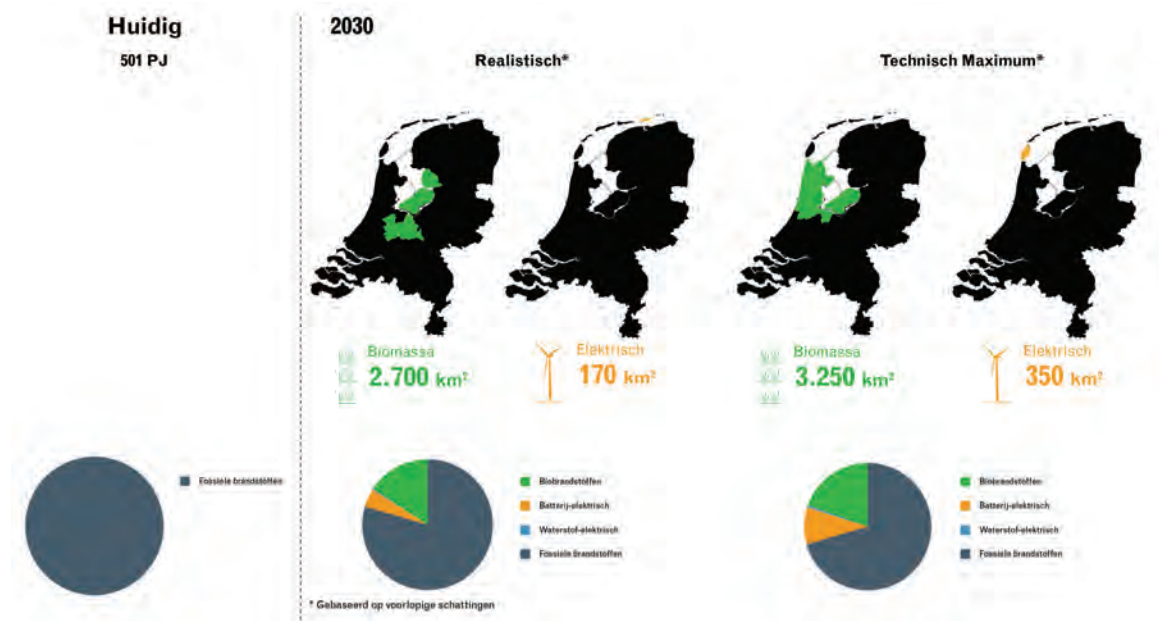 Huidig
501 PJ
2030
Realistisch*
Technisch Maximum*
Biomassa
2.700 km²
Elektrisch
170 km²
Biomassa
3.250 km²
Elektrisch
350 km²
Fossiele brandstoffen
Biobrandstoffen
Batterij-elektrisch
Waterstof-elektrisch
Fossiele brandstoffen
Biobrandstoffen
Batterij-elektrisch
Waterstof-elektrisch
Fossiele brandstoffen
* Gebaseerd op voorlopige schattingen